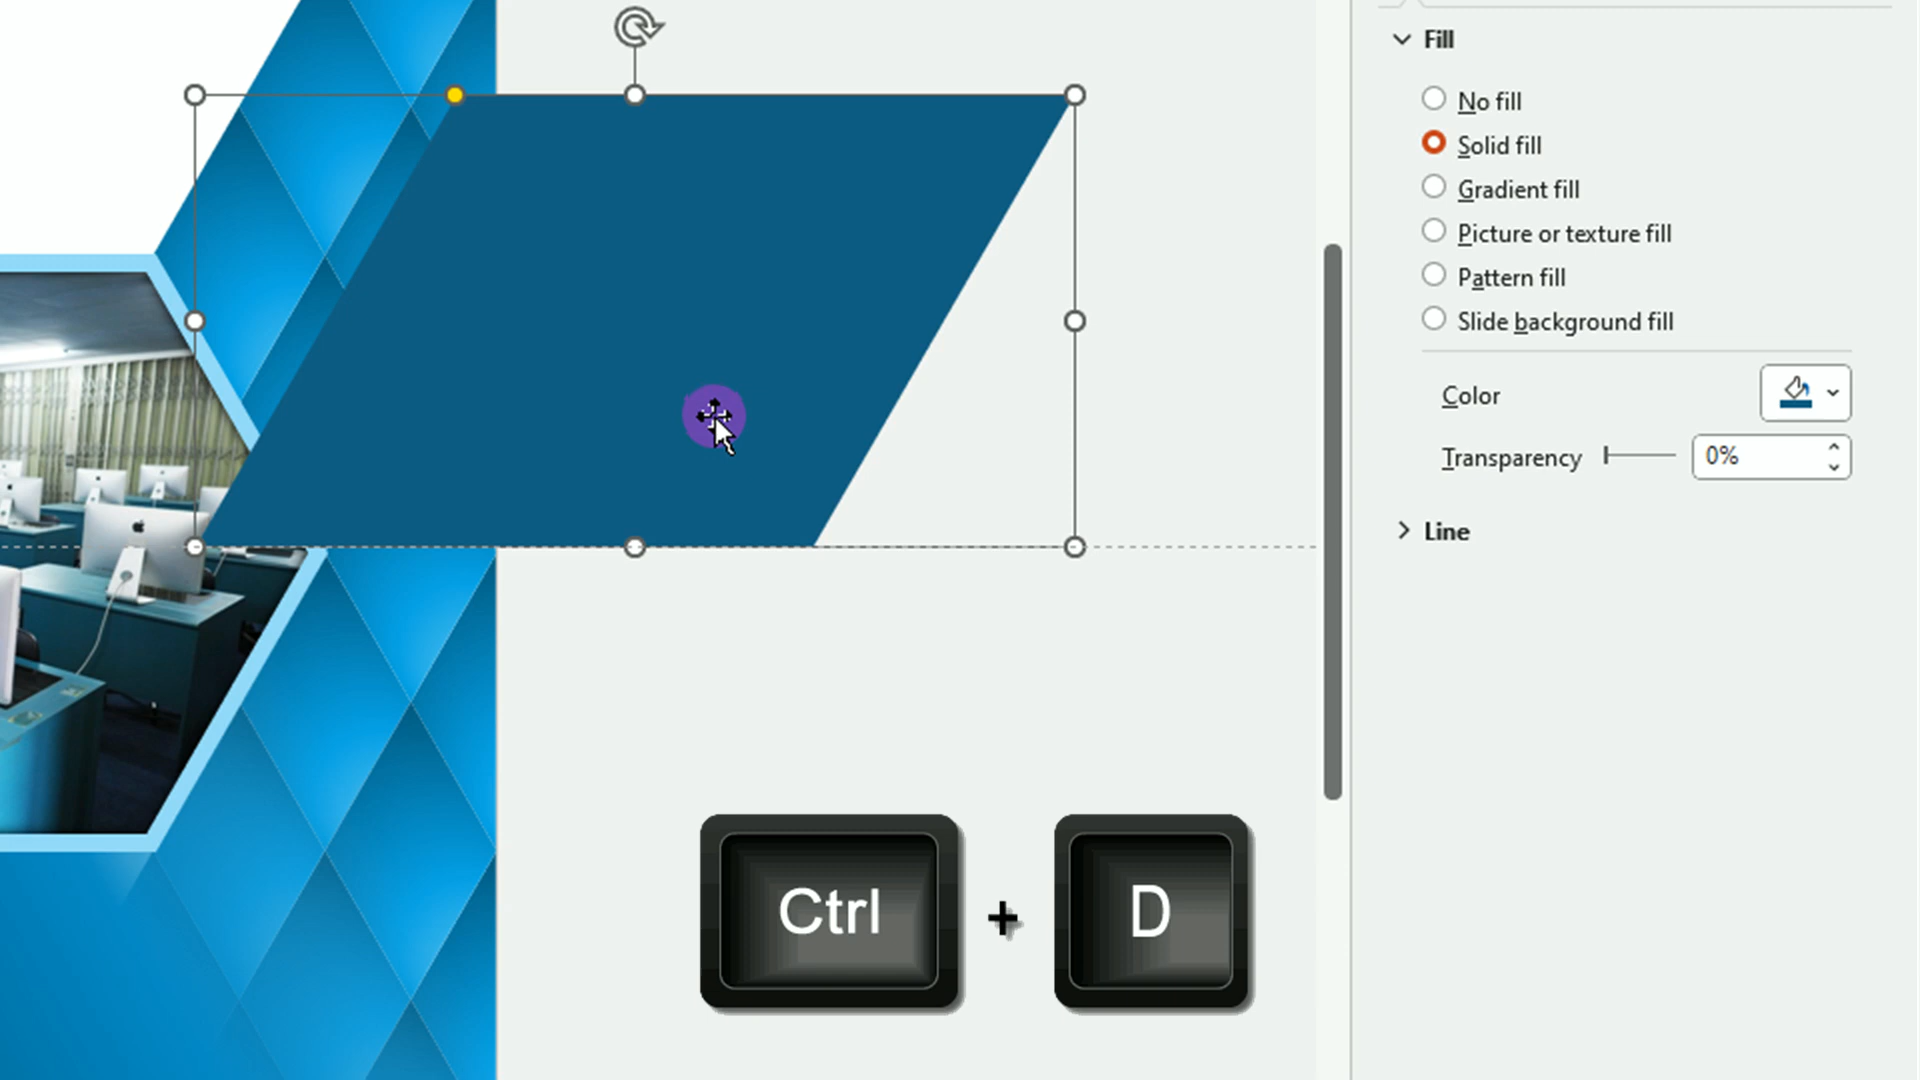 Fill
No fill
Solid fill
Gradient fill
Picture or texture fill
Pattern fill
Slide background fill
Color
Transparency 0%
Line
Ctrl + D